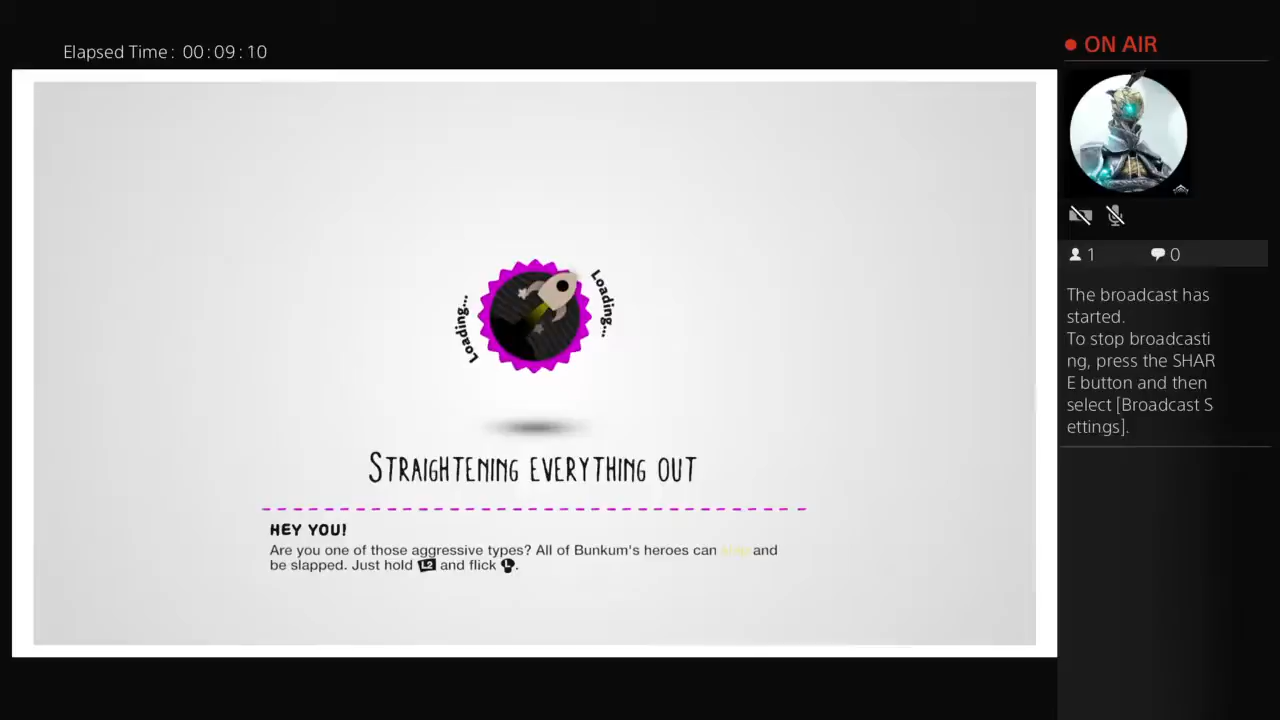 Elapsed Time: 00:09:10
ON AIR
1
0
The broadcast has
started.
To stop broadcasti
ng, press the SHAR
E button and then
select [Broadcast S
ettings].
Loading...
Loading...
STRAIGHTENING EVERYTHING OUT
HEY YOU!
Are you one of those aggressive types? All of Bunkum's heroes can slap and
be slapped. Just hold L2 and flick L.